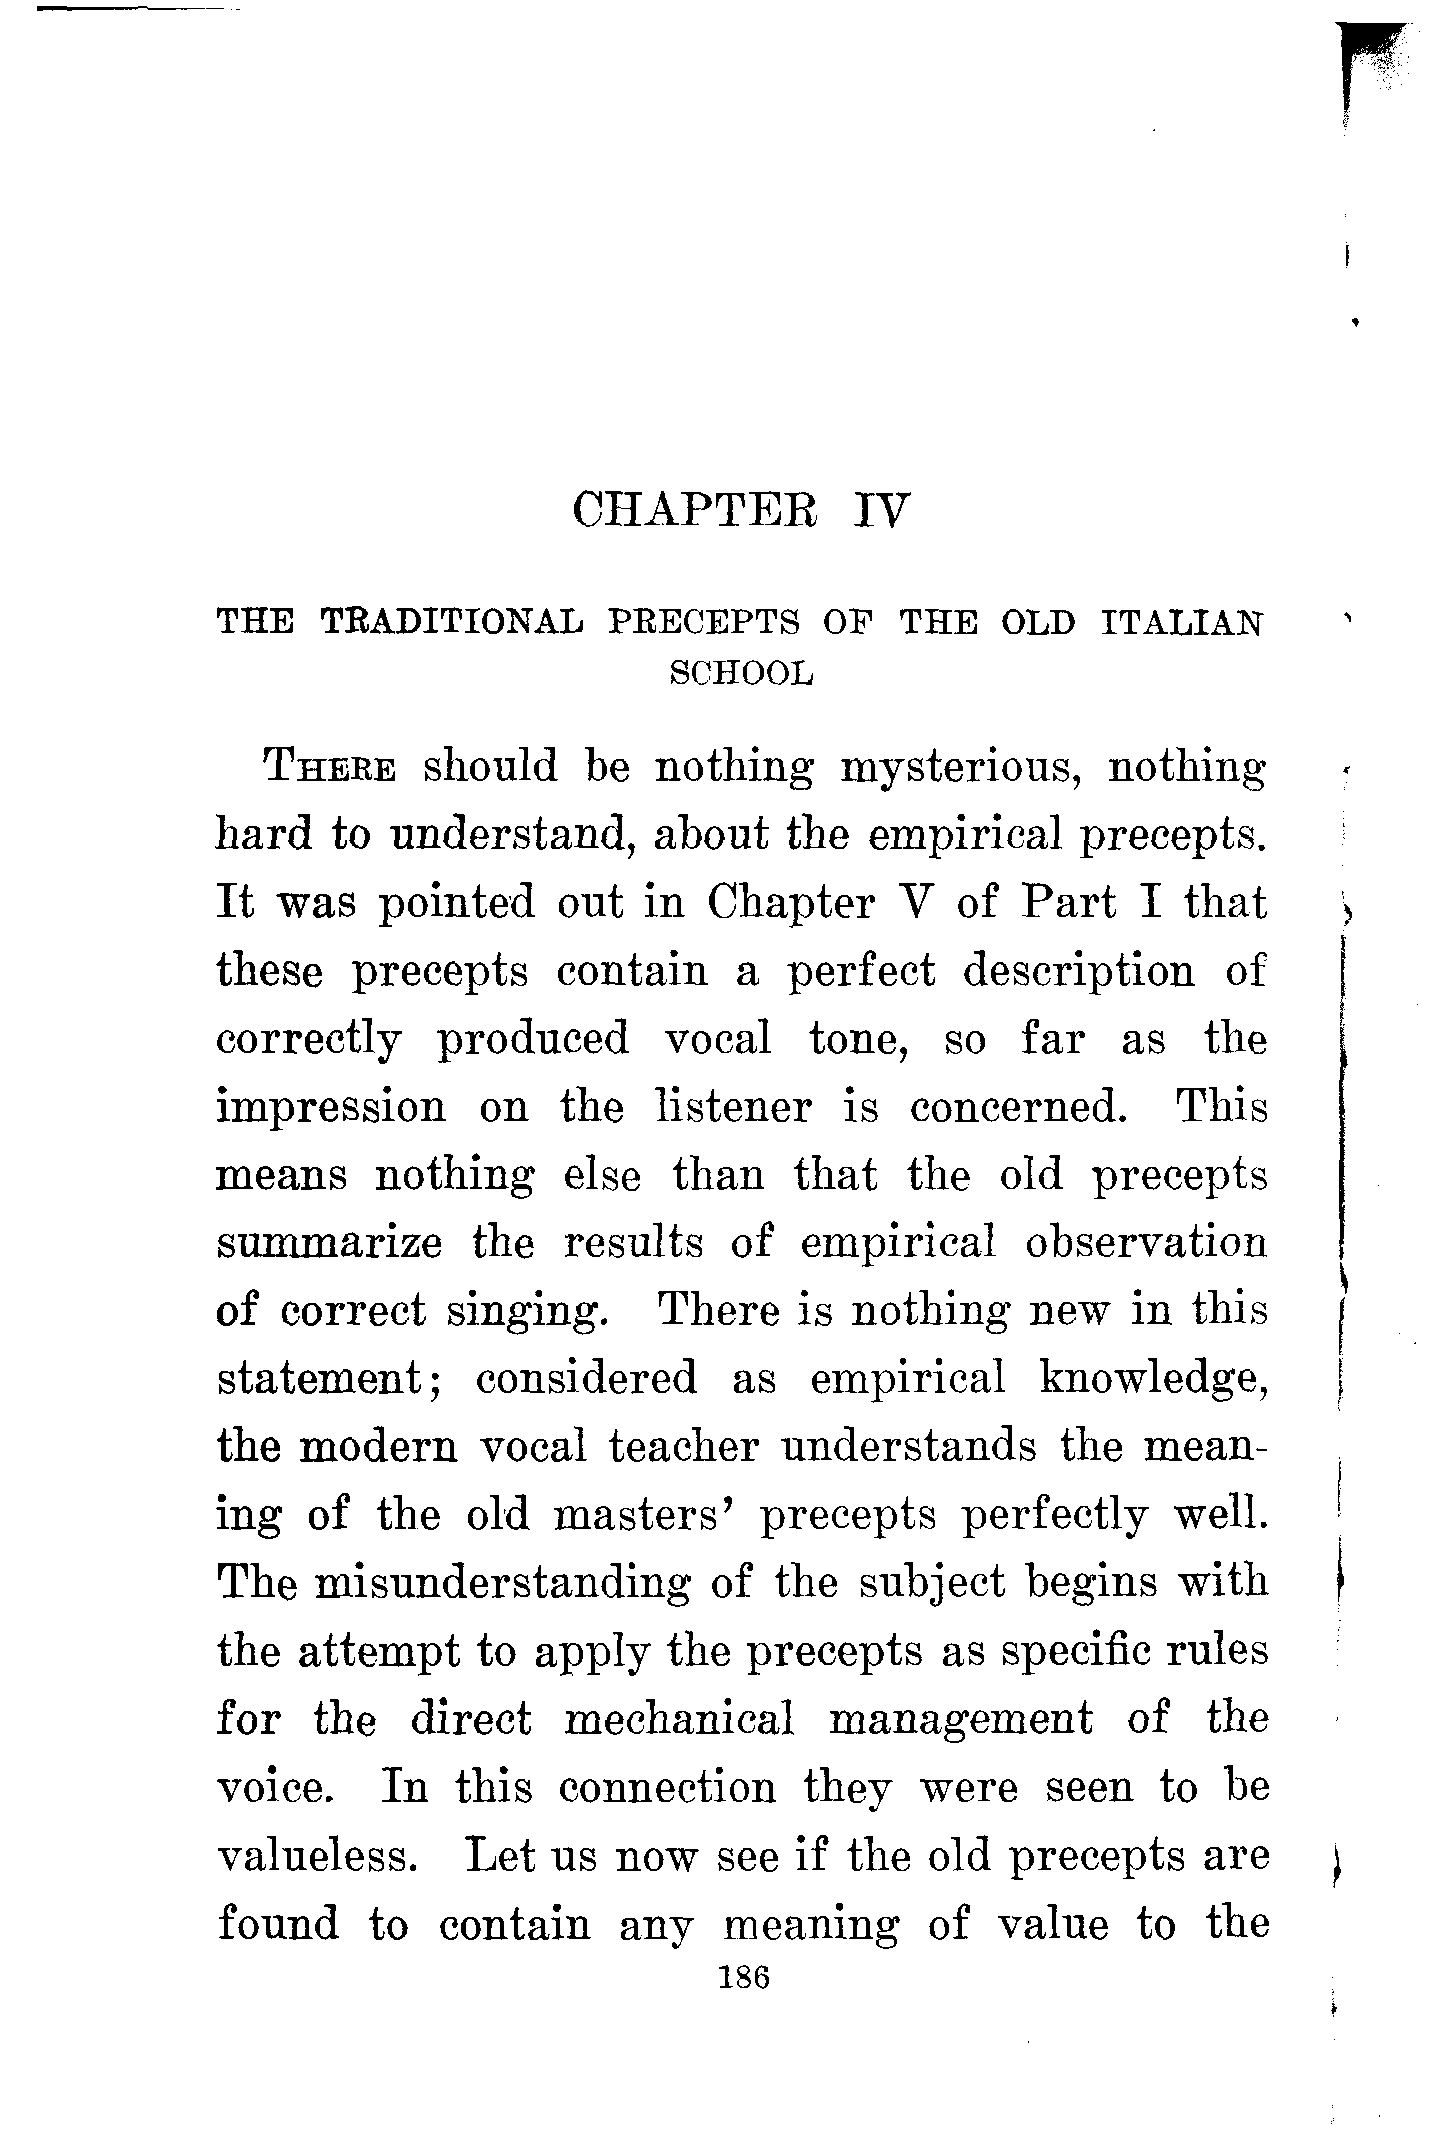 CHAPTER IV
THE TRADITIONAL PRECEPTS OF THE OLD ITALIAN
SCHOOL
THERE should be nothing mysterious, nothing
hard to understand, about the empirical precepts.
It was pointed out in Chapter V of Part I that
these precepts contain a perfect description of
correctly produced vocal tone, so far as the
impression on the listener is concerned. This
means nothing else than that the old precepts
summarize the results of empirical observation
of correct singing. There is nothing new in this
statement; considered as empirical knowledge,
the modern vocal teacher understands the mean-
ing of the old masters' precepts perfectly well.
The misunderstanding of the subject begins with
the attempt to apply the precepts as specific rules
for the direct mechanical management of the
voice. In this connection they were seen to be
valueless. Let us now see if the old precepts are
found to contain any meaning of value to the
186